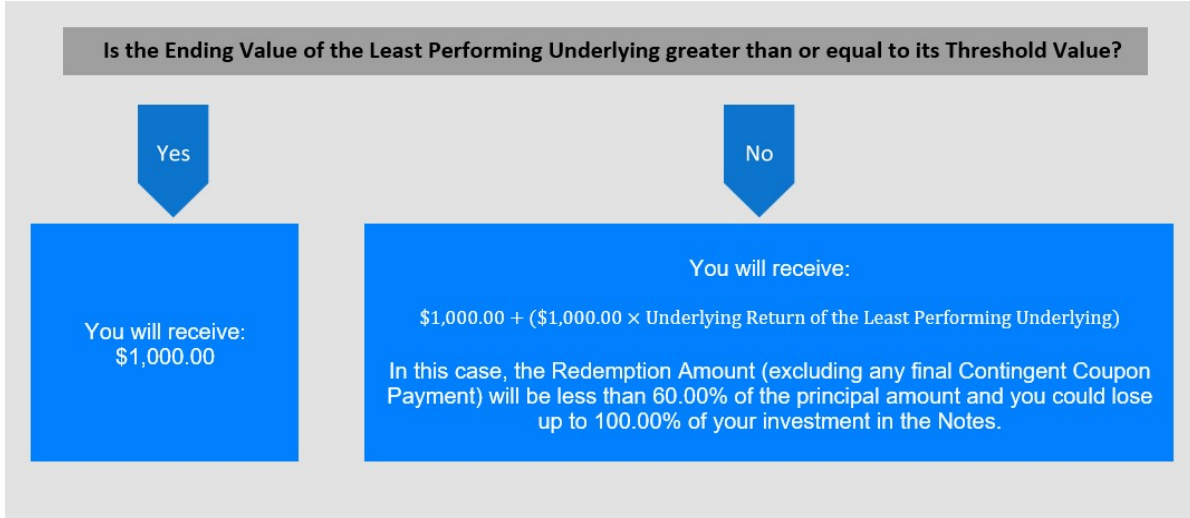 Is the Ending Value of the Least Performing Underlying greater than or equal to its Threshold Value?
Yes
No
You will receive:
$1,000.00
You will receive:
$1,000.00 + ($1,000.00 × Underlying Return of the Least Performing Underlying)
In this case, the Redemption Amount (excluding any final Contingent Coupon
Payment) will be less than 60.00% of the principal amount and you could lose
up to 100.00% of your investment in the Notes.